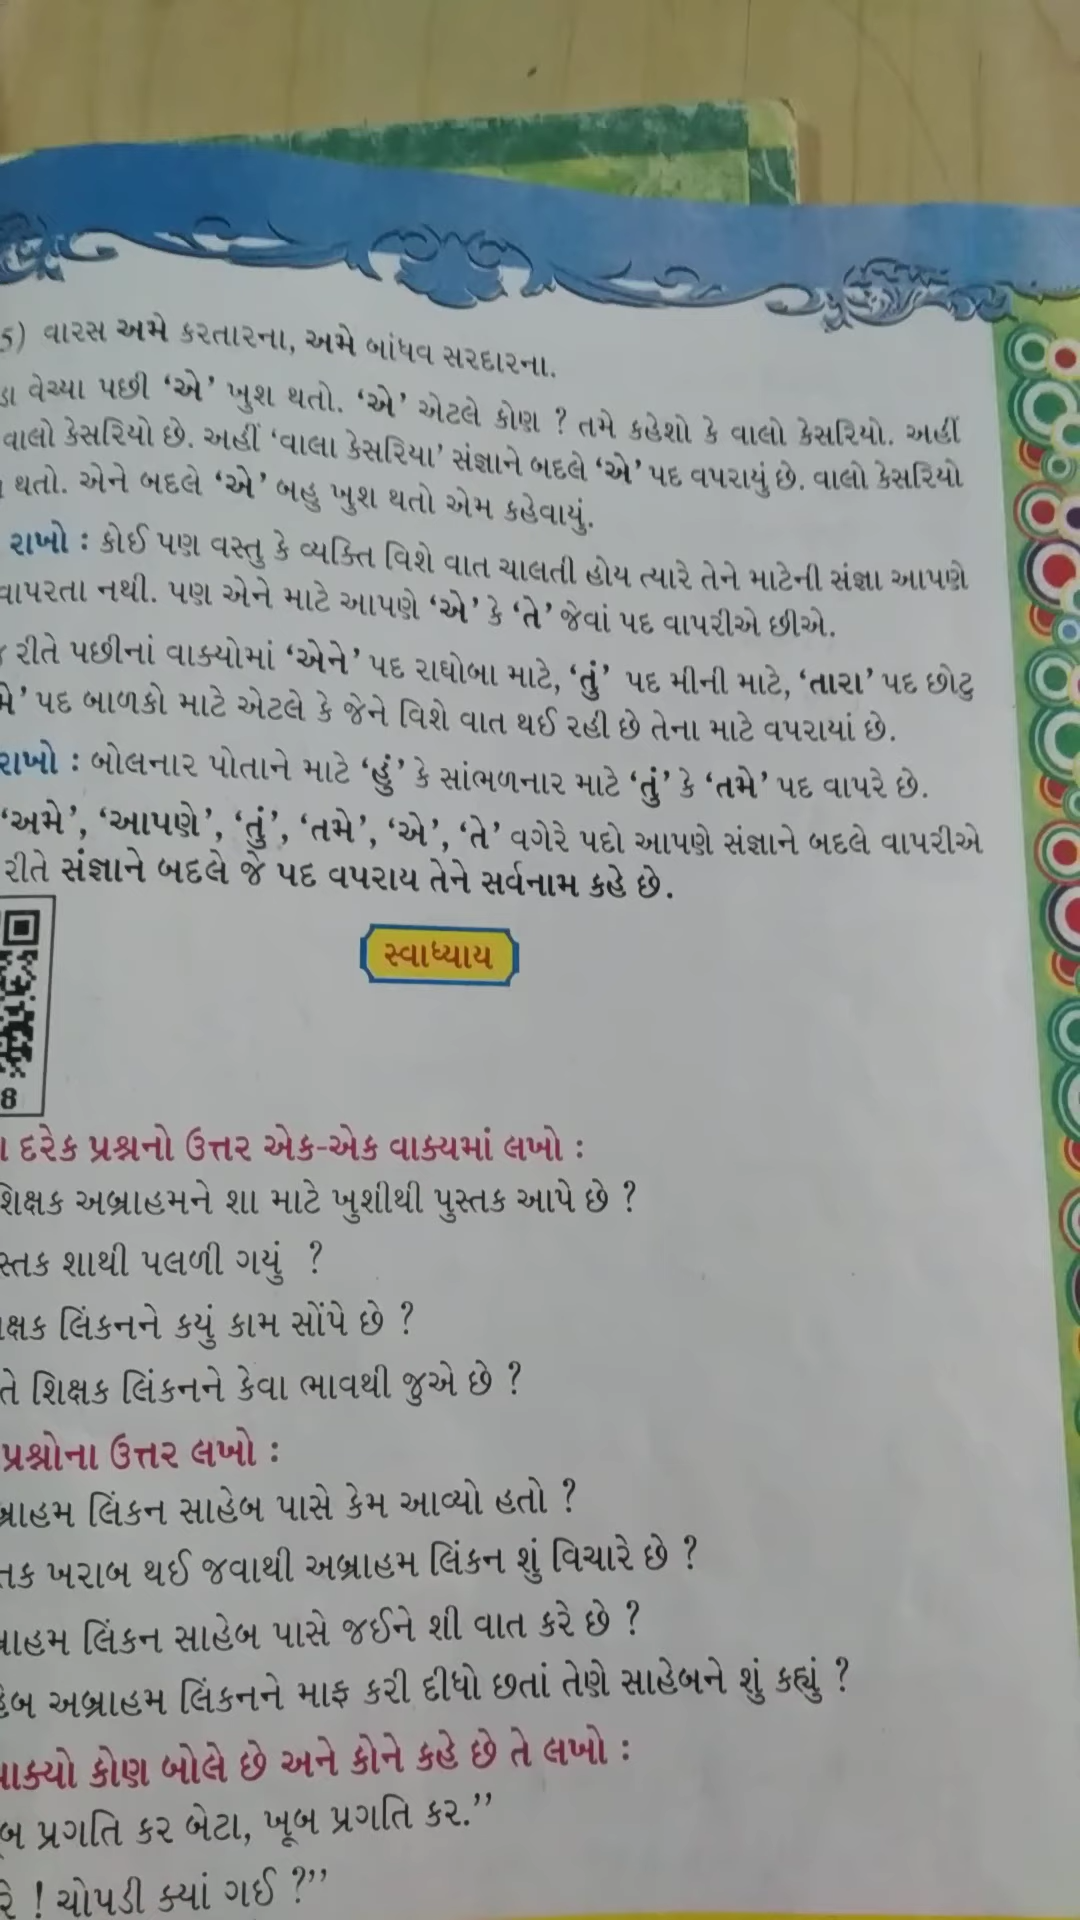 5) વારસ અમે કરતારના, અમે બાંધવ સરદારના.
વેચ્યા પછી ‘એ’ ખુશ થતો. ‘એ’ એટલે કોણ ? તમે કહેશો કે વાલો કેસરિયો. અહીં
વાલો કેસરિયો છે. અહીં ‘વાલા કેસરિયા’ સંજ્ઞાને બદલે ‘એ’ પદ વપરાયું છે. વાલો કેસરિયો
થતો. એને બદલે ‘એ’ બહુ ખુશ થતો એમ કહેવાયું.
રાખો : કોઈ પણ વસ્તુ કે વ્યક્તિ વિશે વાત ચાલતી હોય ત્યારે તેને માટેની સંજ્ઞા આપણે
વાપરતા નથી. પણ એને માટે આપણે ‘એ’ કે ‘તે’ જેવાં પદ વાપરીએ છીએ.
રીતે પછીનાં વાક્યોમાં ‘એને’ પદ રાઘોબા માટે, ‘તું’ પદ મીની માટે, ‘તારા’ પદ છોટુ
મે’ પદ બાળકો માટે એટલે કે જેને વિશે વાત થઈ રહી છે તેના માટે વપરાયાં છે.
રાખો : બોલનાર પોતાને માટે ‘હું’ કે સાંભળનાર માટે ‘તું’ કે ‘તમે’ પદ વાપરે છે.
‘અમે’, ‘આપણે’, ‘તું’, ‘તમે’, ‘એ’, ‘તે’ વગેરે પદો આપણે સંજ્ઞાને બદલે વાપરીએ
રીતે સંજ્ઞાને બદલે જે પદ વપરાય તેને સર્વનામ કહે છે.
સ્વાધ્યાય
8
દરેક પ્રશ્નનો ઉત્તર એક-એક વાક્યમાં લખો :
શિક્ષક અબ્રાહમને શા માટે ખુશીથી પુસ્તક આપે છે ?
સ્તક શાથી પલળી ગયું ?
ક્ષક લિંકનને કયું કામ સોંપે છે ?
તે શિક્ષક લિંકનને કેવા ભાવથી જુએ છે ?
પ્રશ્નોના ઉત્તર લખો :
બ્રાહમ લિંકન સાહેબ પાસે કેમ આવ્યો હતો ?
તક ખરાબ થઈ જવાથી અબ્રાહમ લિંકન શું વિચારે છે ?
બ્રાહમ લિંકન સાહેબ પાસે જઈને શી વાત કરે છે ?
હેબ અબ્રાહમ લિંકનને માફ કરી દીધો છતાં તેણે સાહેબને શું કહ્યું ?
વાક્યો કોણ બોલે છે અને કોને કહે છે તે લખો :
બ પ્રગતિ કર બેટા, ખૂબ પ્રગતિ કર.”
રે ! ચોપડી ક્યાં ગઈ ?”